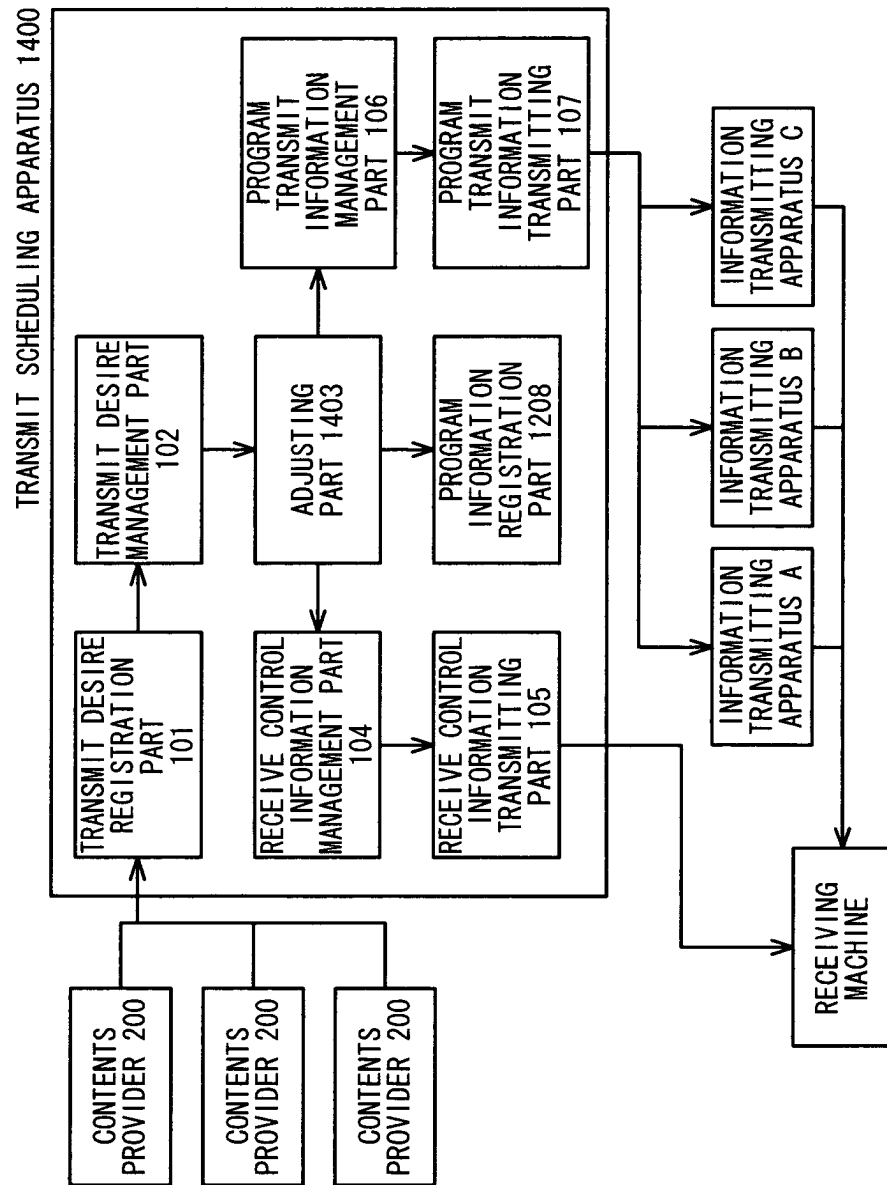 TRANSMIT SCHEDULING APPARATUS 1400
CONTENTS
PROVIDER 200
CONTENTS
PROVIDER 200
CONTENTS
PROVIDER 200
TRANSMIT DESIRE
REGISTRATION
PART
101
TRANSMIT DESIRE
MANAGEMENT PART
102
RECEIVE CONTROL
INFORMATION
MANAGEMENT PART
104
ADJUSTING
PART 1403
PROGRAM
TRANSMIT
INFORMATION
MANAGEMENT
PART 106
RECEIVE CONTROL
INFORMATION
TRANSMITTING
PART 105
PROGRAM
INFORMATION
REGISTRATION
PART 1208
PROGRAM
TRANSMIT
INFORMATION
TRANSMITTING
PART 107
INFORMATION
TRANSMITTING
APPARATUS A
INFORMATION
TRANSMITTING
APPARATUS B
INFORMATION
TRANSMITTING
APPARATUS C
RECEIVING
MACHINE